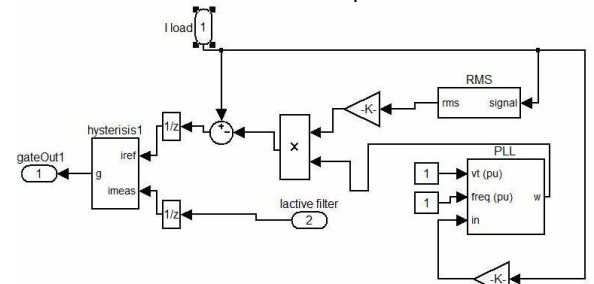 I load 1
RMS
rms signal
-K-
+
-
1/z
hysterisis1
x
gateOut1
iref
PLL
1
g
1
vt (pu)
imeas
Iactive filter
1
freq (pu) w
1/z
2
in
-K-